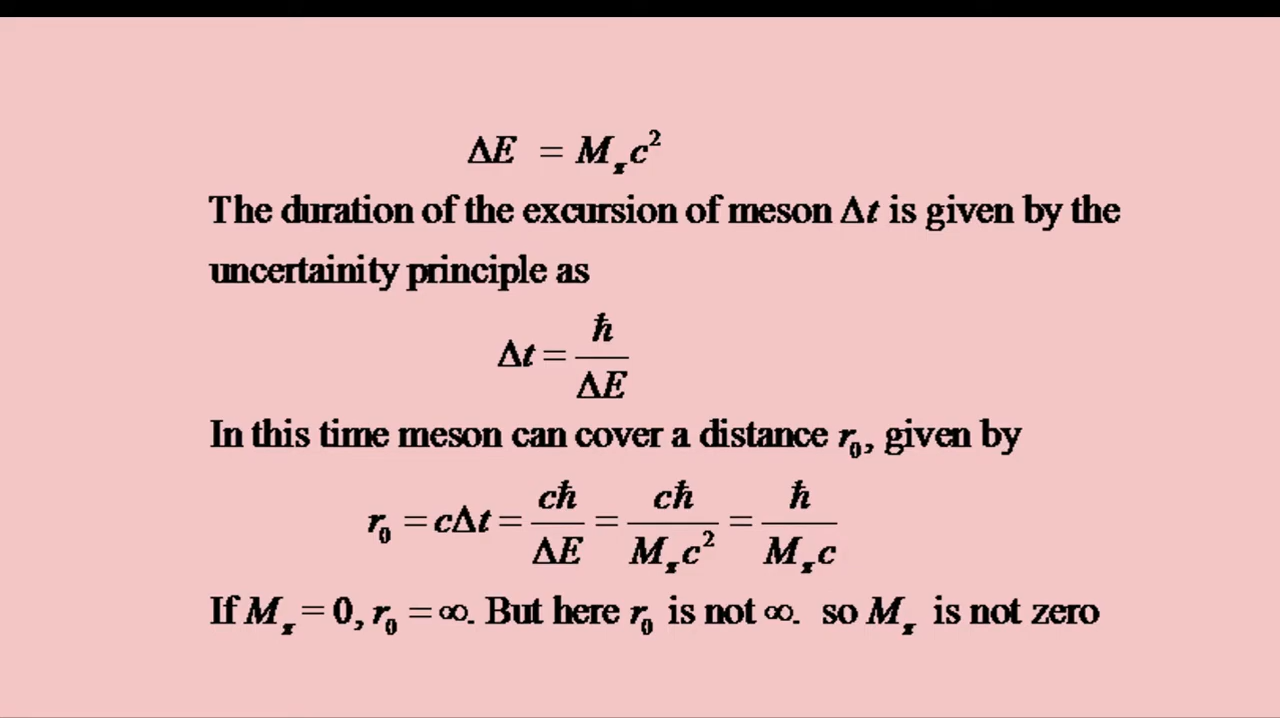 ΔE = M_π c²
The duration of the excursion of meson Δt is given by the
uncertainity principle as
Δt = ħ/ΔE
In this time meson can cover a distance r₀, given by
r₀ = cΔt = cħ/ΔE = cħ/M_π c² = ħ/M_π c
If M_π = 0, r₀ = ∞. But here r₀ is not ∞. so M_π is not zero